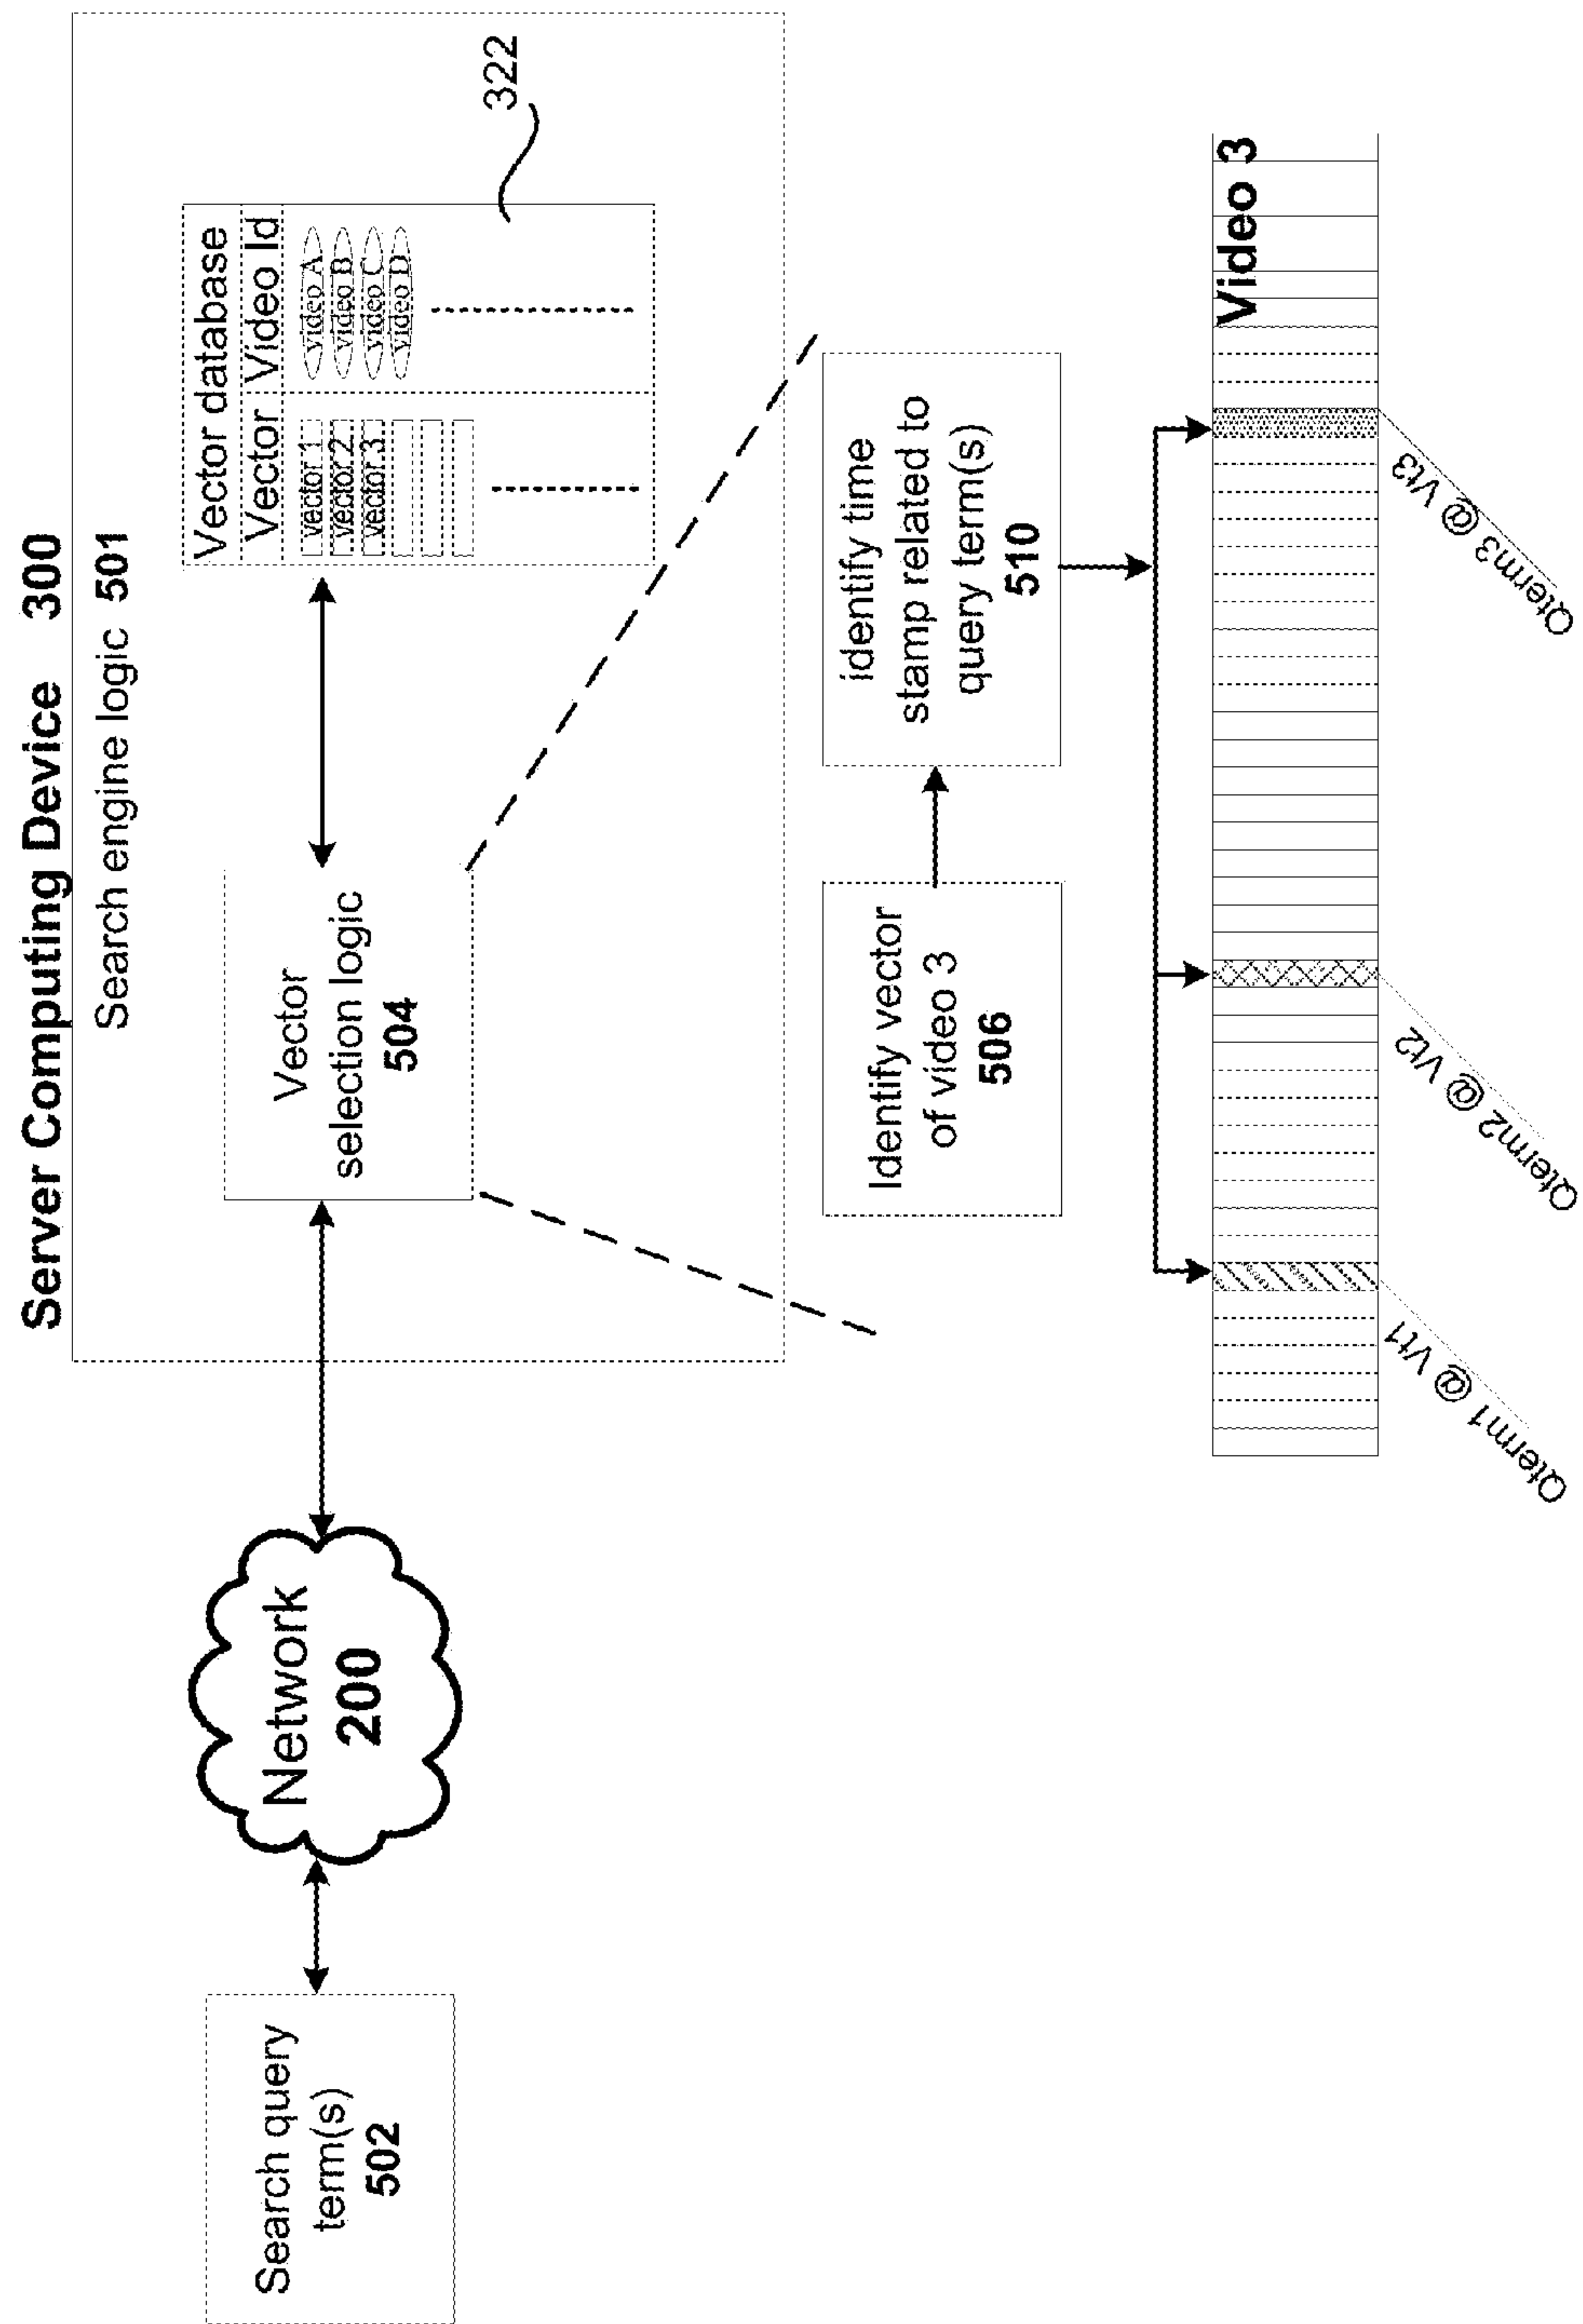 Server Computing Device 300
Search engine logic 501
Search query
term(s)
502
Network
200
Vector
selection logic
504
Vector database
Vector Video Id
vector 1 video A
vector 2 video B
vector 3 video C
video D
322
Identify vector
of video 3
506
identify time
stamp related to
query term(s)
510
Video 3
Qterm1 @ Vt1
Qterm2 @ Vt2
Qterm3 @ Vt3